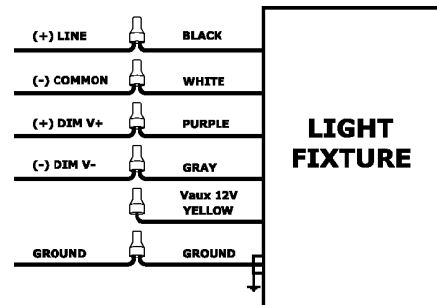 (+) LINE BLACK
(-) COMMON WHITE
(+) DIM V+ PURPLE
(-) DIM V- GRAY
Vaux 12V
YELLOW
GROUND GROUND
LIGHT
FIXTURE